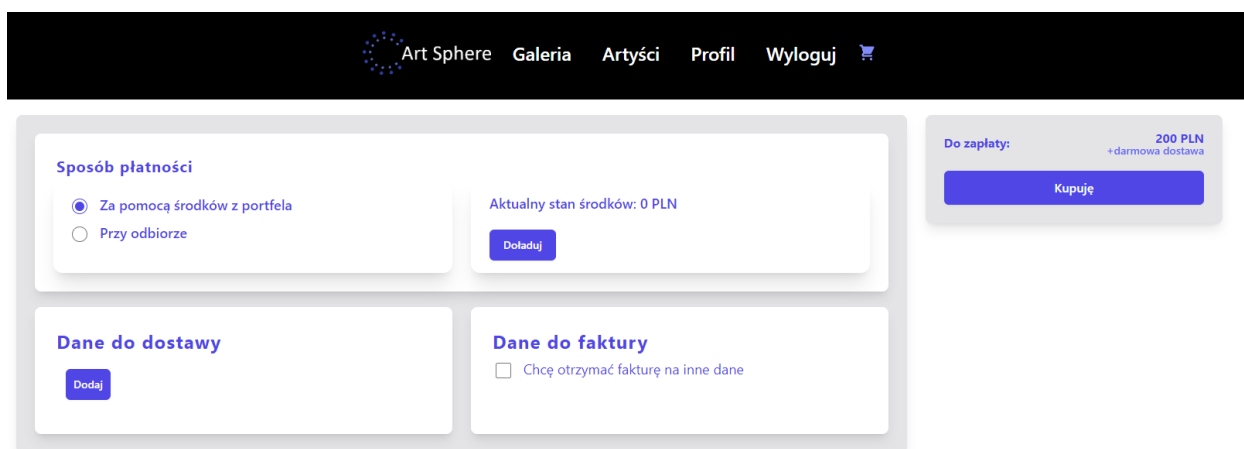 Art Sphere Galeria Artyści Profil Wyloguj
Sposób płatności
Za pomocą środków z portfela
Przy odbiorze
Aktualny stan środków: 0 PLN
Doładuj
Dane do dostawy
Dodaj
Dane do faktury
Chcę otrzymać fakturę na inne dane
Do zapłaty: 200 PLN
+darmowa dostawa
Kupuję